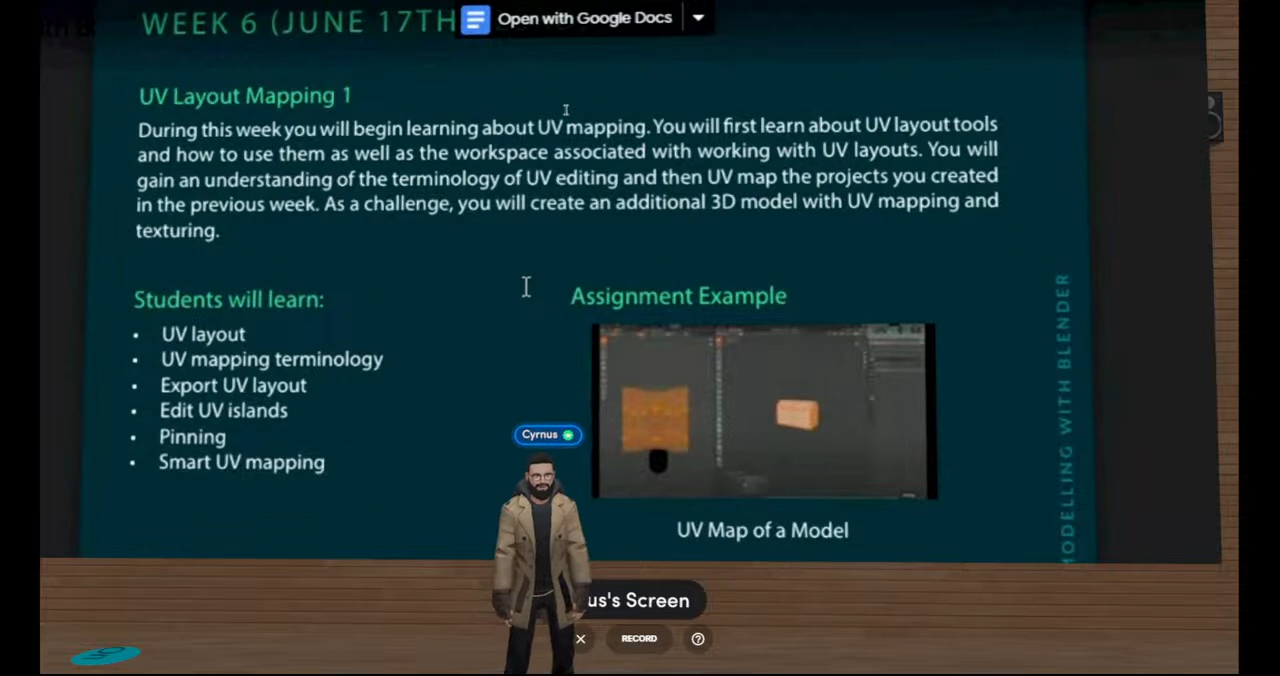 WEEK 6 (JUNE 17TH
Open with Google Docs
UV Layout Mapping 1
During this week you will begin learning about UV mapping. You will first learn about UV layout tools
and how to use them as well as the workspace associated with working with UV layouts. You will
gain an understanding of the terminology of UV editing and then UV map the projects you created
in the previous week. As a challenge, you will create an additional 3D model with UV mapping and
texturing.
Students will learn:
• UV layout
• UV mapping terminology
• Export UV layout
• Edit UV islands
• Pinning
• Smart UV mapping
Assignment Example
UV Map of a Model
MODELLING WITH BLENDER
Cyrnus
us's Screen
RECORD